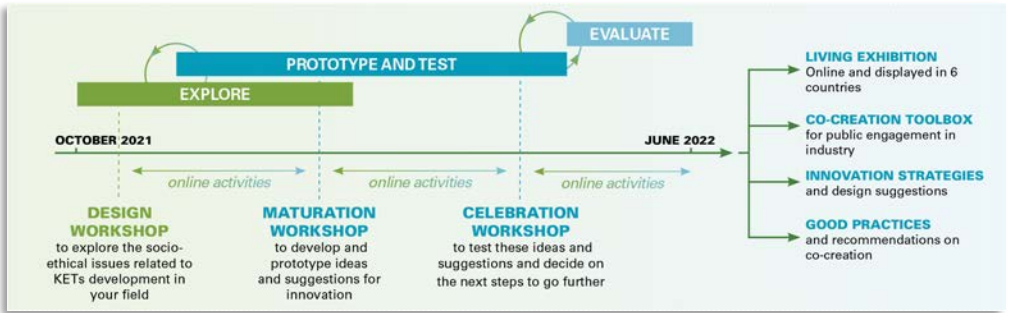 EVALUATE
PROTOTYPE AND TEST
EXPLORE
OCTOBER 2021
JUNE 2022
online activities
online activities
online activities
DESIGN
WORKSHOP
to explore the socio-
ethical issues related to
KETs development in
your field
MATURATION
WORKSHOP
to develop and
prototype ideas
and suggestions for
innovation
CELEBRATION
WORKSHOP
to test these ideas and
suggestions and decide on
the next steps to go further
LIVING EXHIBITION
Online and displayed in 6
countries
CO-CREATION TOOLBOX
for public engagement in
industry
INNOVATION STRATEGIES
and design suggestions
GOOD PRACTICES
and recommendations on
co-creation